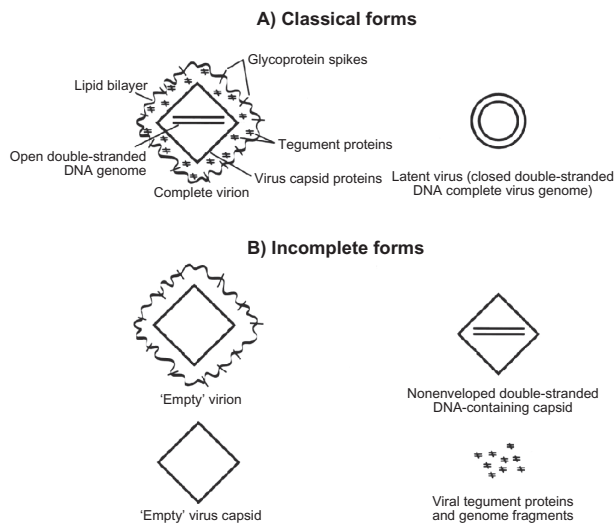 A) Classical forms
Glycoprotein spikes
Lipid bilayer
Open double-stranded
DNA genome
Tegument proteins
Virus capsid proteins
Complete virion
Latent virus (closed double-stranded
DNA complete virus genome)
B) Incomplete forms
‘Empty’ virion
Nonenveloped double-stranded
DNA-containing capsid
‘Empty’ virus capsid
Viral tegument proteins
and genome fragments